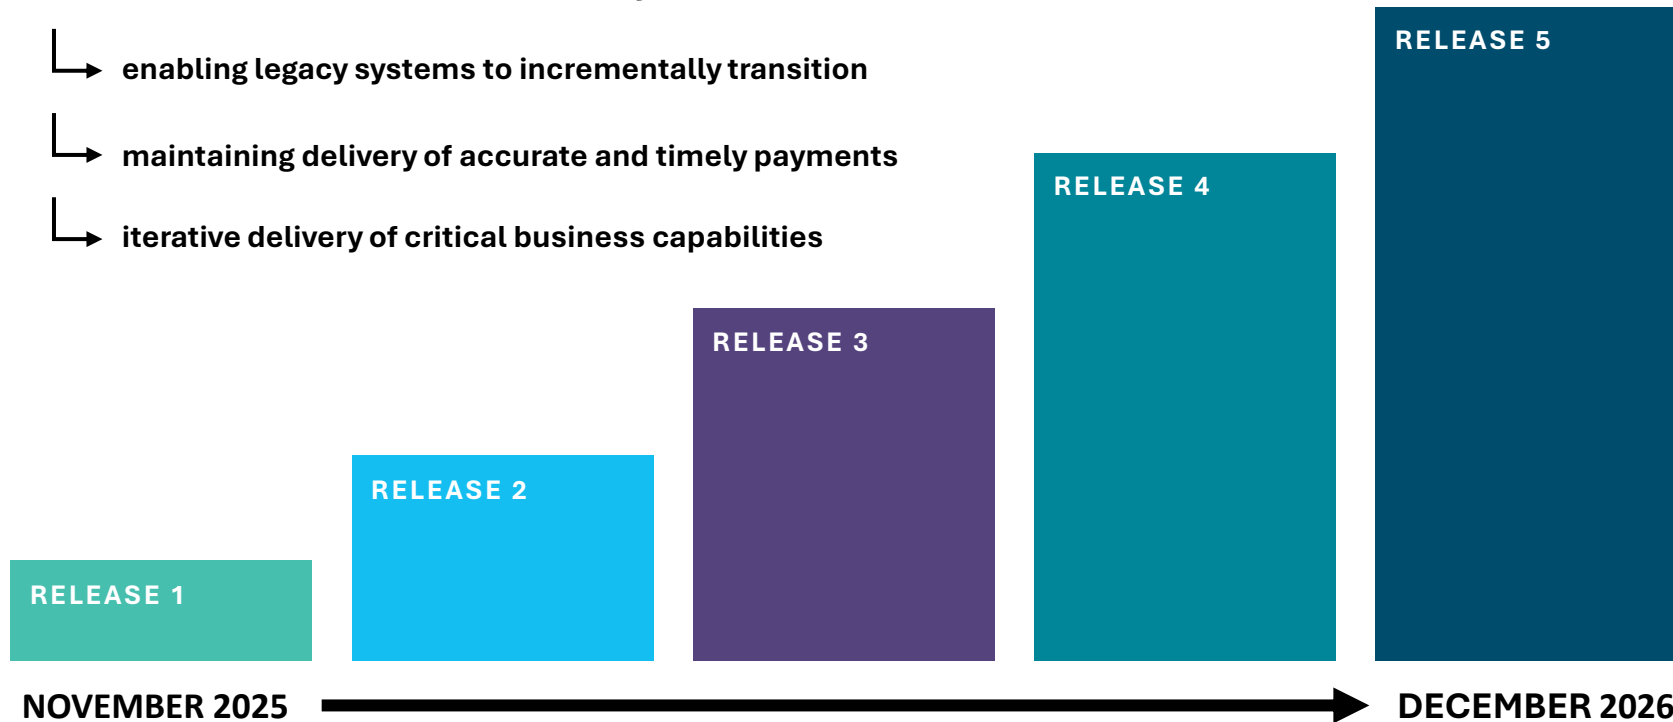 enabling legacy systems to incrementally transition
maintaining delivery of accurate and timely payments
iterative delivery of critical business capabilities
RELEASE 1
RELEASE 2
RELEASE 3
RELEASE 4
RELEASE 5
NOVEMBER 2025
DECEMBER 2026